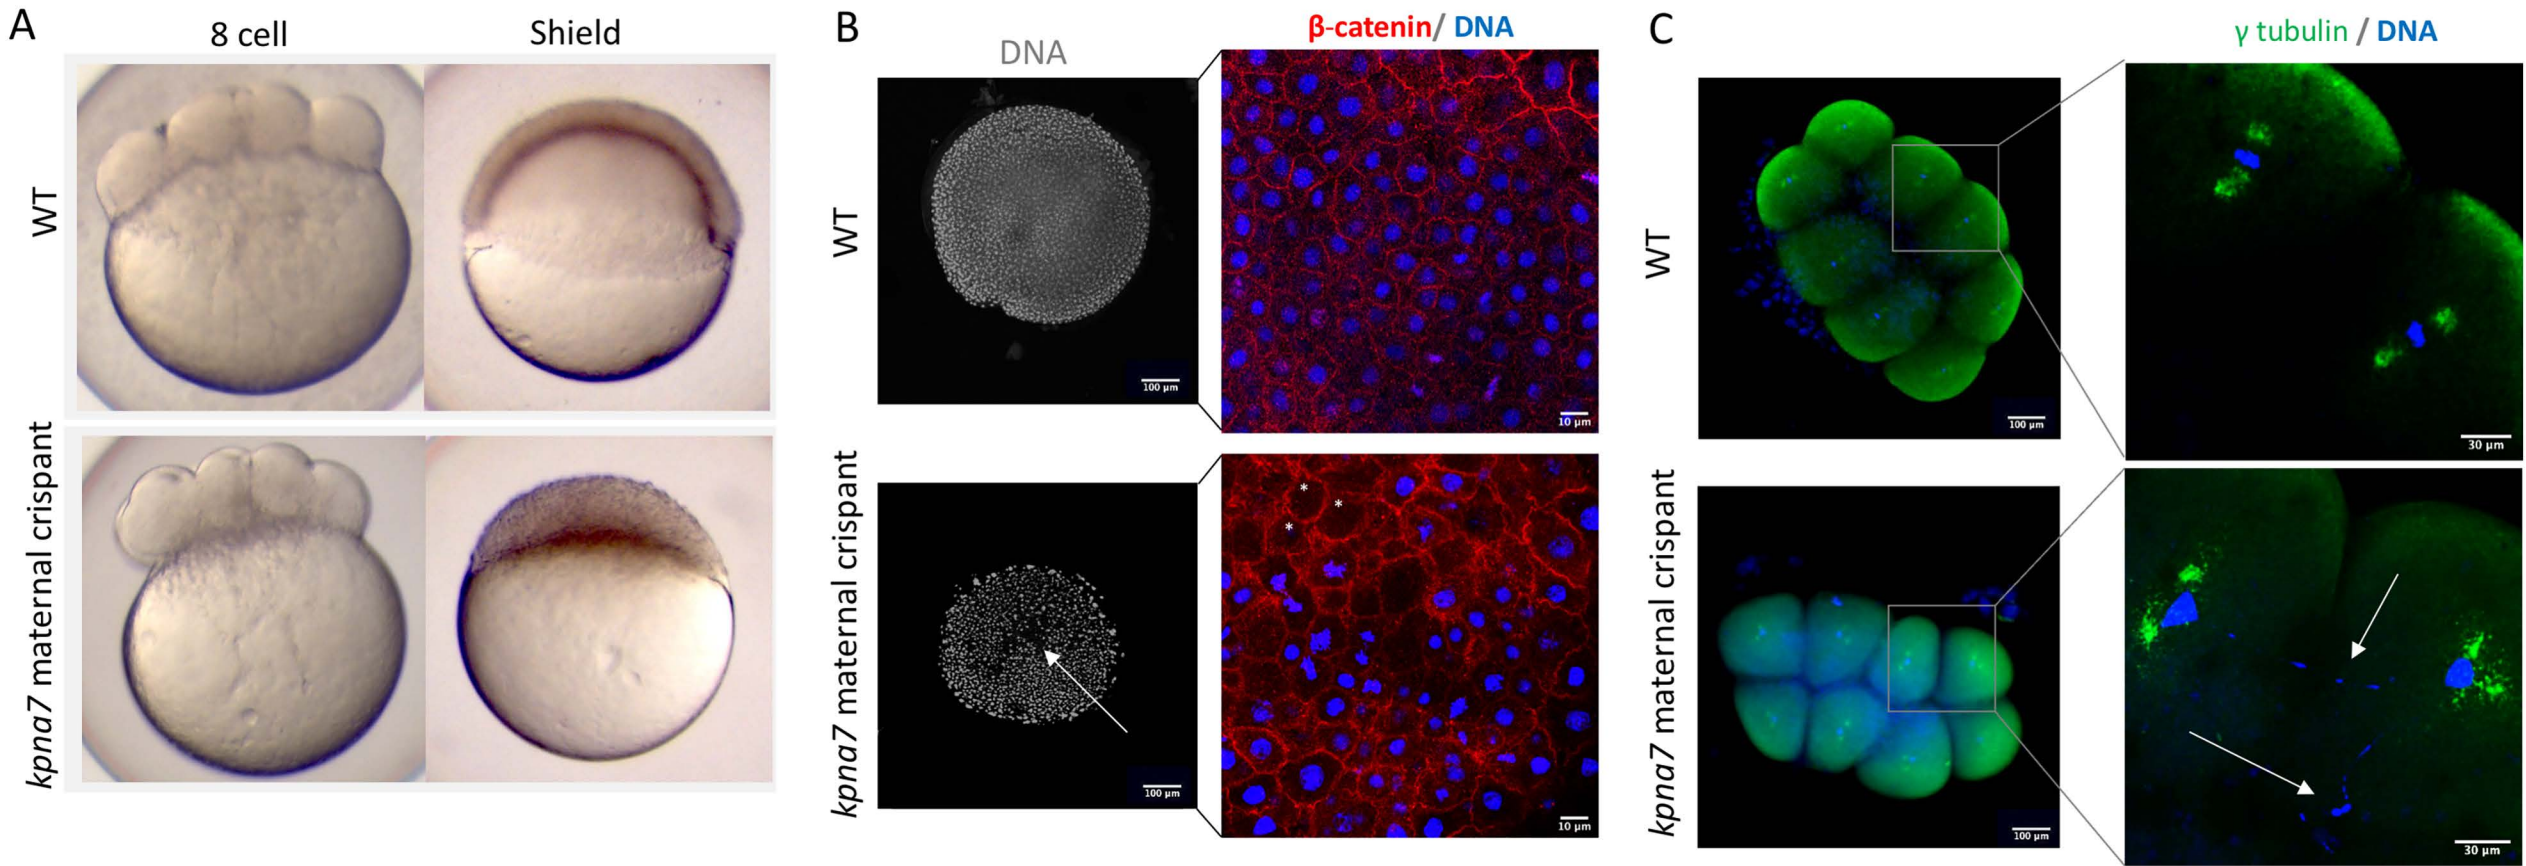 A
8 cell
Shield
WT
kpna7 maternal crispant
B
DNA
β-catenin/ DNA
WT
100 µm
10 µm
kpna7 maternal crispant
*
*
*
100 µm
10 µm
C
γ tubulin / DNA
WT
100 µm
30 µm
kpna7 maternal crispant
100 µm
30 µm